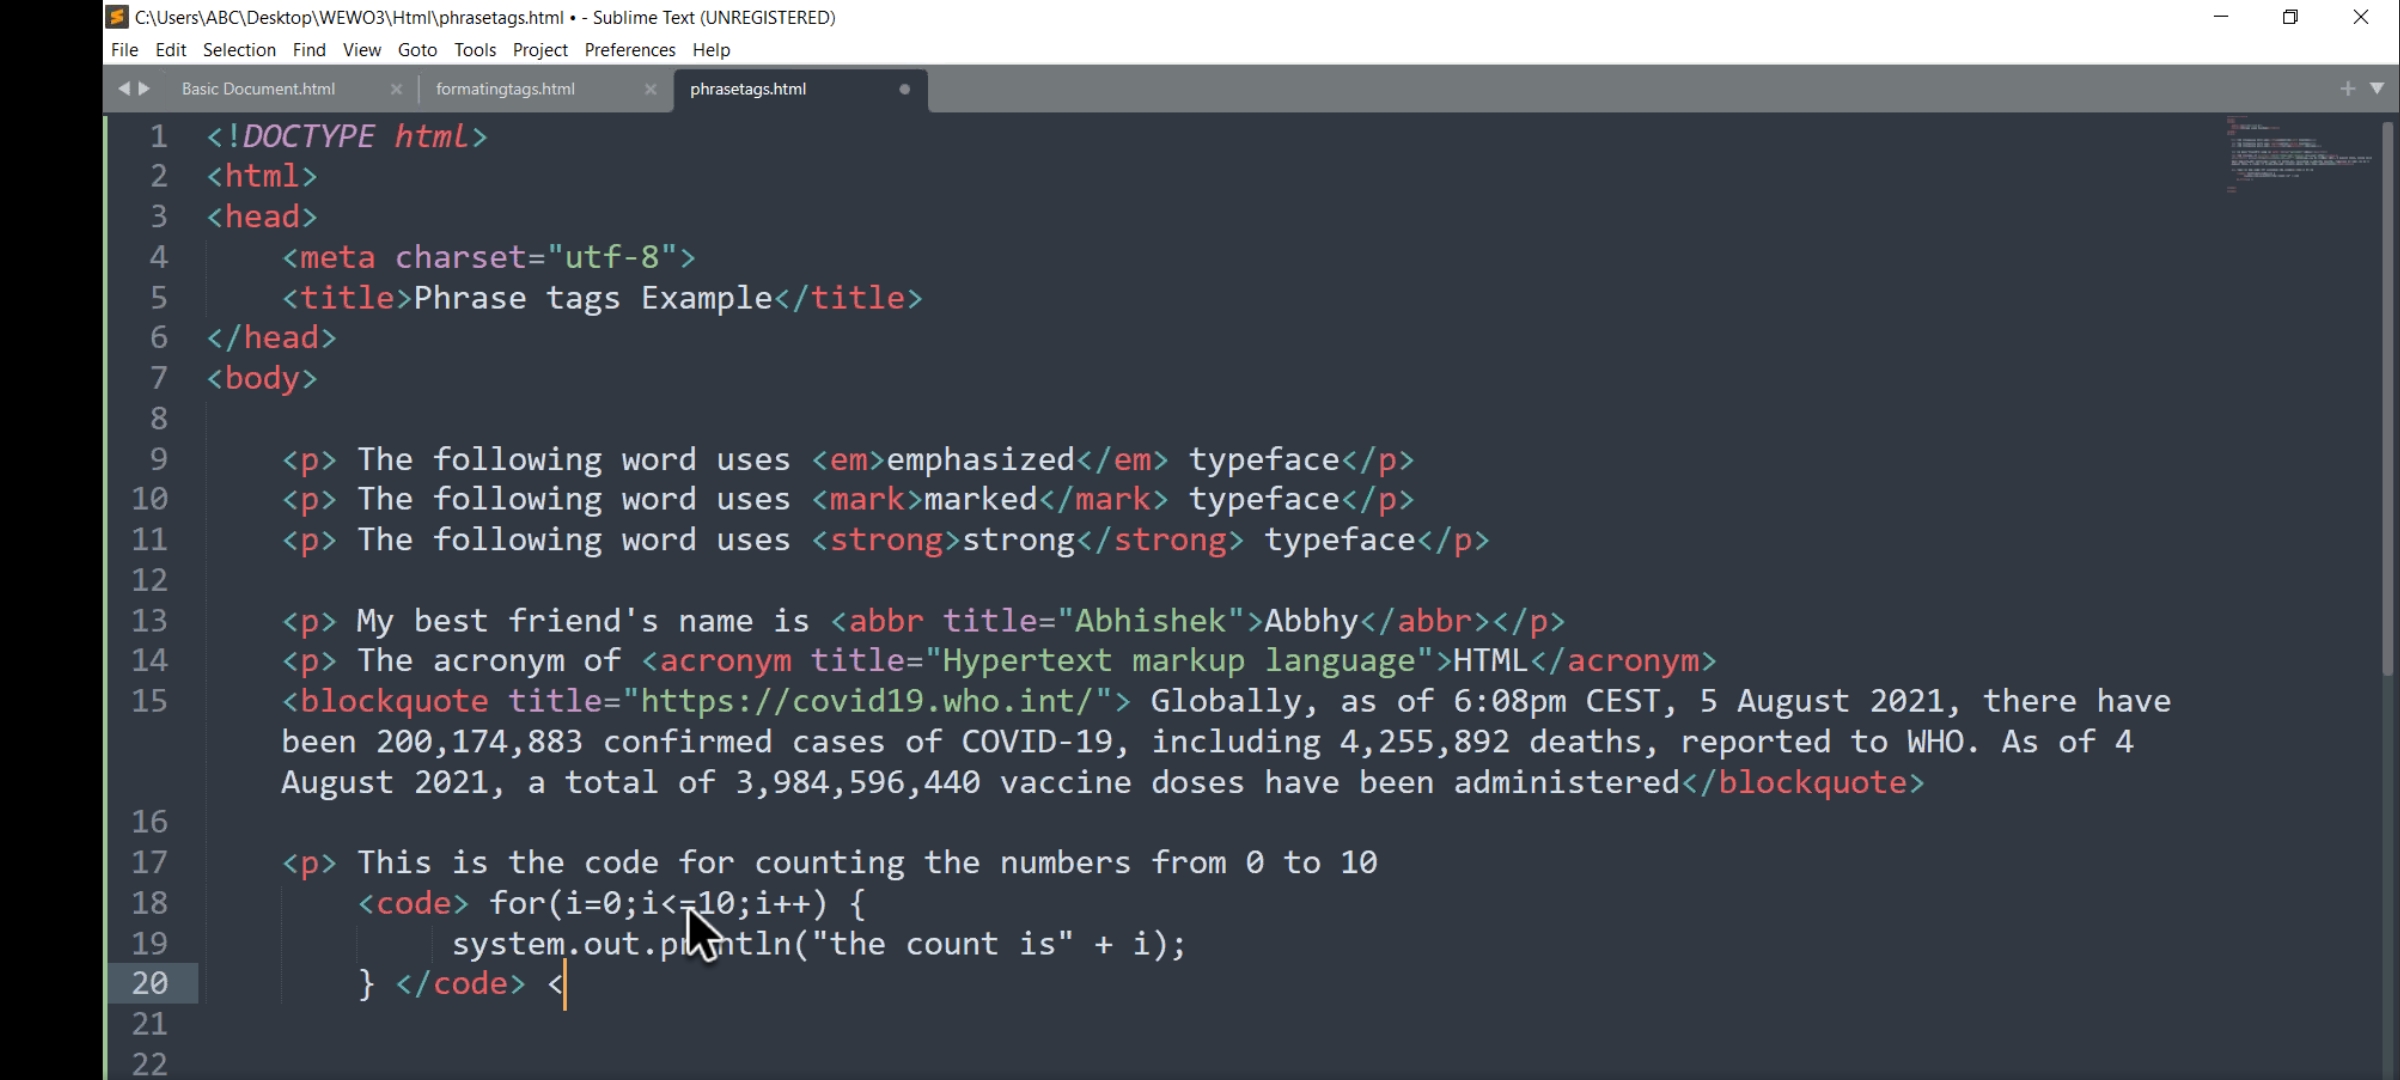 C:\Users\ABC\Desktop\WEWO3\Html\phrasetags.html • - Sublime Text (UNREGISTERED)
File Edit Selection Find View Goto Tools Project Preferences Help
Basic Document.html formatingtags.html phrasetags.html
1 <!DOCTYPE html>
2 <html>
3 <head>
4 <meta charset="utf-8">
5 <title>Phrase tags Example</title>
6 </head>
7 <body>
8
9 <p> The following word uses <em>emphasized</em> typeface</p>
10 <p> The following word uses <mark>marked</mark> typeface</p>
11 <p> The following word uses <strong>strong</strong> typeface</p>
12
13 <p> My best friend's name is <abbr title="Abhishek">Abbhy</abbr></p>
14 <p> The acronym of <acronym title="Hypertext markup language">HTML</acronym>
15 <blockquote title="https://covid19.who.int/"> Globally, as of 6:08pm CEST, 5 August 2021, there have
been 200,174,883 confirmed cases of COVID-19, including 4,255,892 deaths, reported to WHO. As of 4
August 2021, a total of 3,984,596,440 vaccine doses have been administered</blockquote>
16
17 <p> This is the code for counting the numbers from 0 to 10
18 <code> for(i=0;i<=10;i++) {
19 system.out.println("the count is" + i);
20 } </code> <
21
22